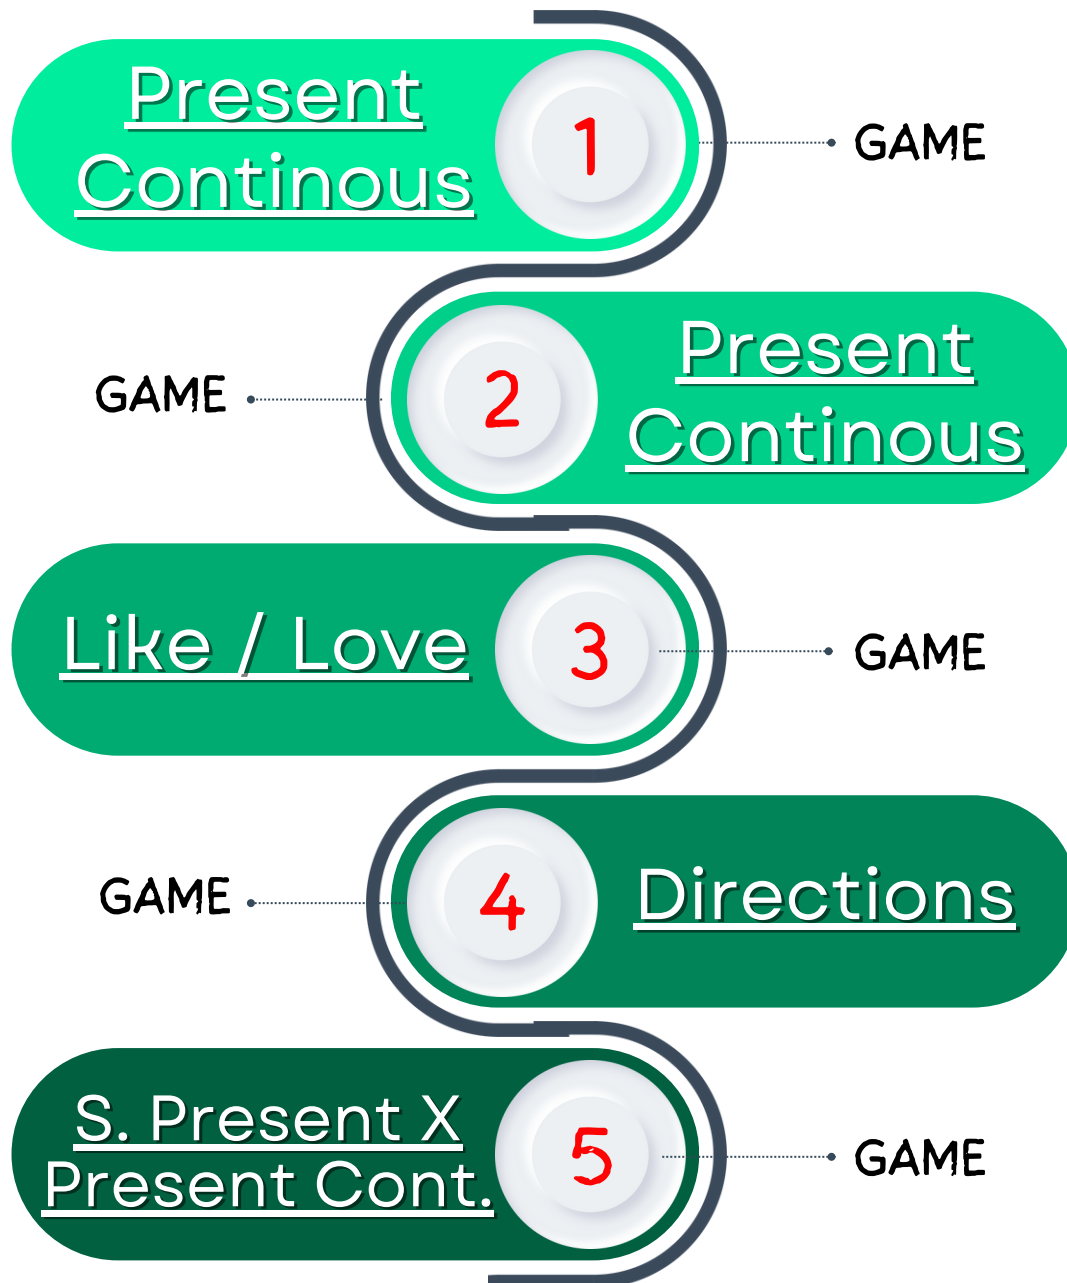 Present
Continous
1
GAME
GAME
2
Present
Continous
Like / Love
3
GAME
GAME
4
Directions
S. Present X
Present Cont.
5
GAME